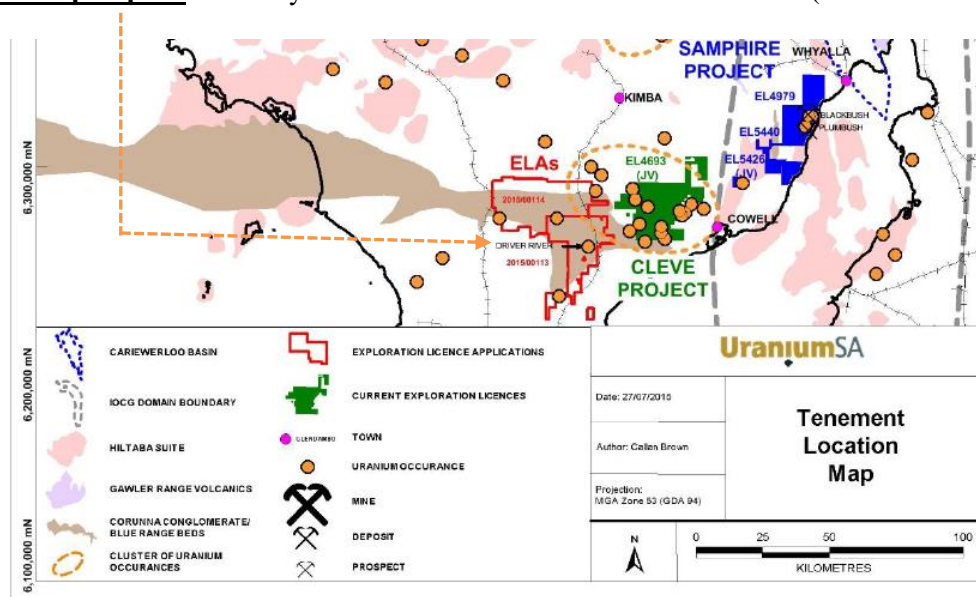 SAMPHIRE
PROJECT
WHYALLA
EL4979
KIMBA
BLACKBUSH
PLUMBUSH
EL5440
ELAs
EL4693
(JV)
EL5426
(JV)
2015/00114
COWELL
DRIVER RIVER
2015/00113
CLEVE
PROJECT
6,300,000 mN
6,200,000 mN
6,100,000 mN
CARIEWERLOO BASIN
IOCG DOMAIN BOUNDARY
HILTABA SUITE
GAWLER RANGE VOLCANICS
CORUNNA CONGLOMERATE/
BLUE RANGE BEDS
CLUSTER OF URANIUM
OCCURANCES
EXPLORATION LICENCE APPLICATIONS
CURRENT EXPLORATION LICENCES
GLENDAMBO
TOWN
URANIUM OCCURANCE
MINE
DEPOSIT
PROSPECT
UraniumSA
Date: 27/07/2015
Author: Callen Brown
Projection:
MGA Zone 53 (GDA 94)
Tenement
Location
Map
N
0 25 50 100
KILOMETRES